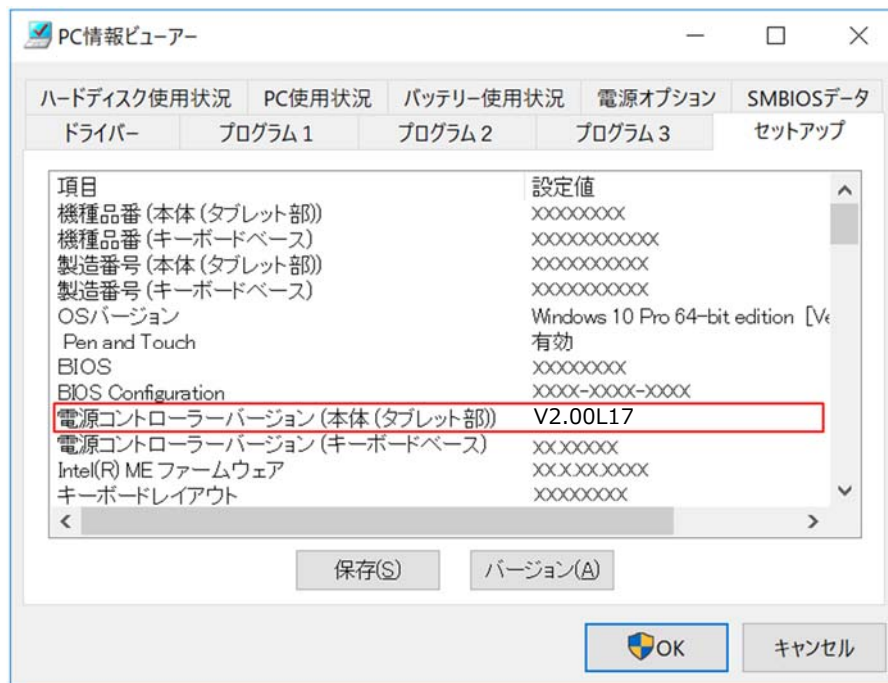 PC情報ビューアー
ハードディスク使用状況 PC使用状況 バッテリー使用状況 電源オプション SMBIOSデータ
ドライバー プログラム1 プログラム2 プログラム3 セットアップ
項目 設定値
機種品番(本体(タブレット部)) XXXXXXXX
機種品番(キーボードベース) XXXXXXXXXXX
製造番号(本体(タブレット部)) XXXXXXXXXX
製造番号(キーボードベース) XXXXXXXXXX
OSバージョン Windows 10 Pro 64-bit edition [Ve
Pen and Touch 有効
BIOS XXXXXXXX
BIOS Configuration XXXX-XXXX-XXXX
電源コントローラーバージョン(本体(タブレット部)) V2.00L17
電源コントローラーバージョン(キーボードベース) XX.XXXXX
Intel(R) ME ファームウェア XX.X.XX.XXXX
キーボードレイアウト XXXXXXXX
保存(S) バージョン(A)
OK キャンセル